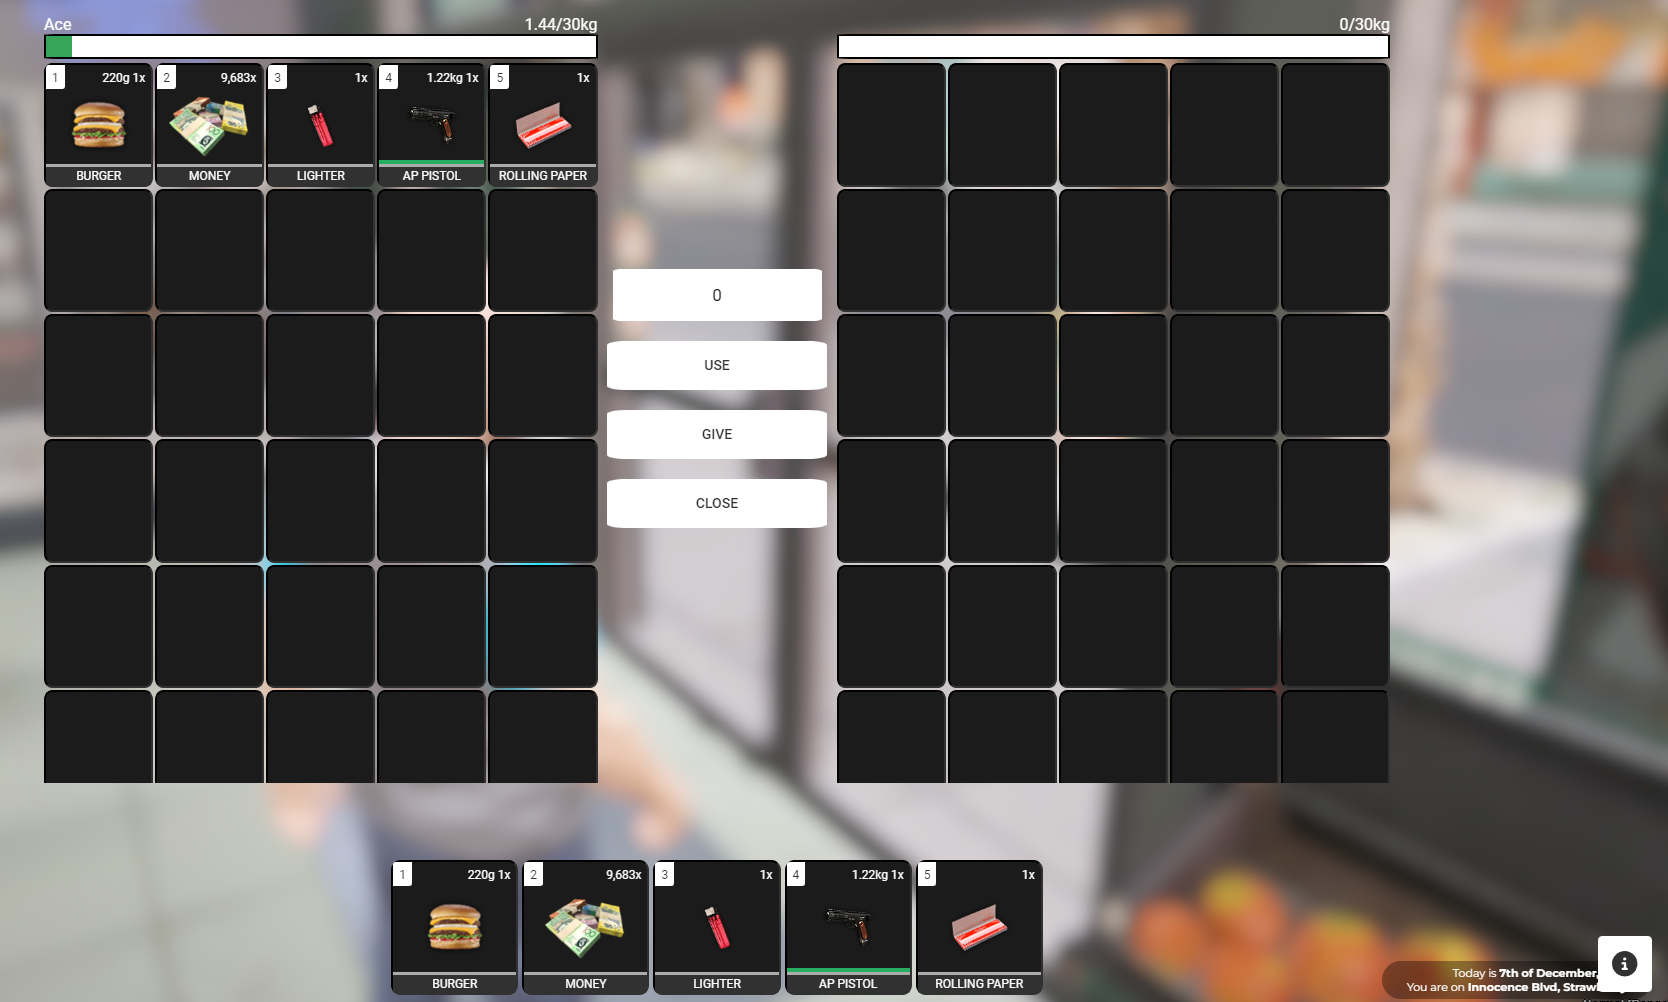 Ace 1.44/30kg
0/30kg
1 220g 1x
2 9,683x
3 1x
4 1.22kg 1x
5 1x
BURGER
MONEY
LIGHTER
AP PISTOL
ROLLING PAPER
0
USE
GIVE
CLOSE
1 220g 1x
2 9,683x
3 1x
4 1.22kg 1x
5 1x
BURGER
MONEY
LIGHTER
AP PISTOL
ROLLING PAPER
Today is 7th of December,
You are on Innocence Blvd,